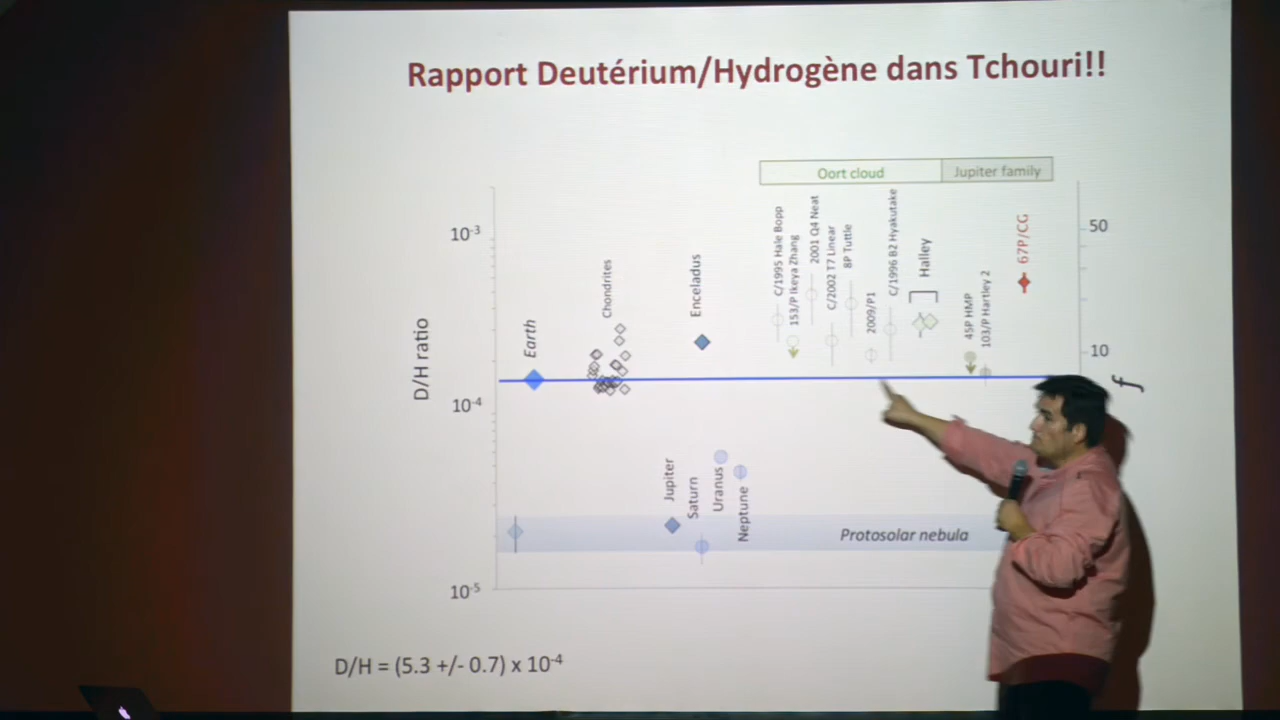 Rapport Deutérium/Hydrogène dans Tchouri!!
Oort cloud
Jupiter family
10-3
10-4
10-5
D/H ratio
Earth
Chondrites
Enceladus
C/1995 Hale Bopp
153/P Ikeya Zhang
2001 Q4 Neat
C/2002 T7 Linear
8P Tuttle
2009/P1
C/1996 B2 Hyakutake
Halley
45P HMP
103/P Hartley 2
67P/CG
50
10
f
Jupiter
Saturn
Uranus
Neptune
Protosolar nebula
D/H = (5.3 +/- 0.7) x 10-4